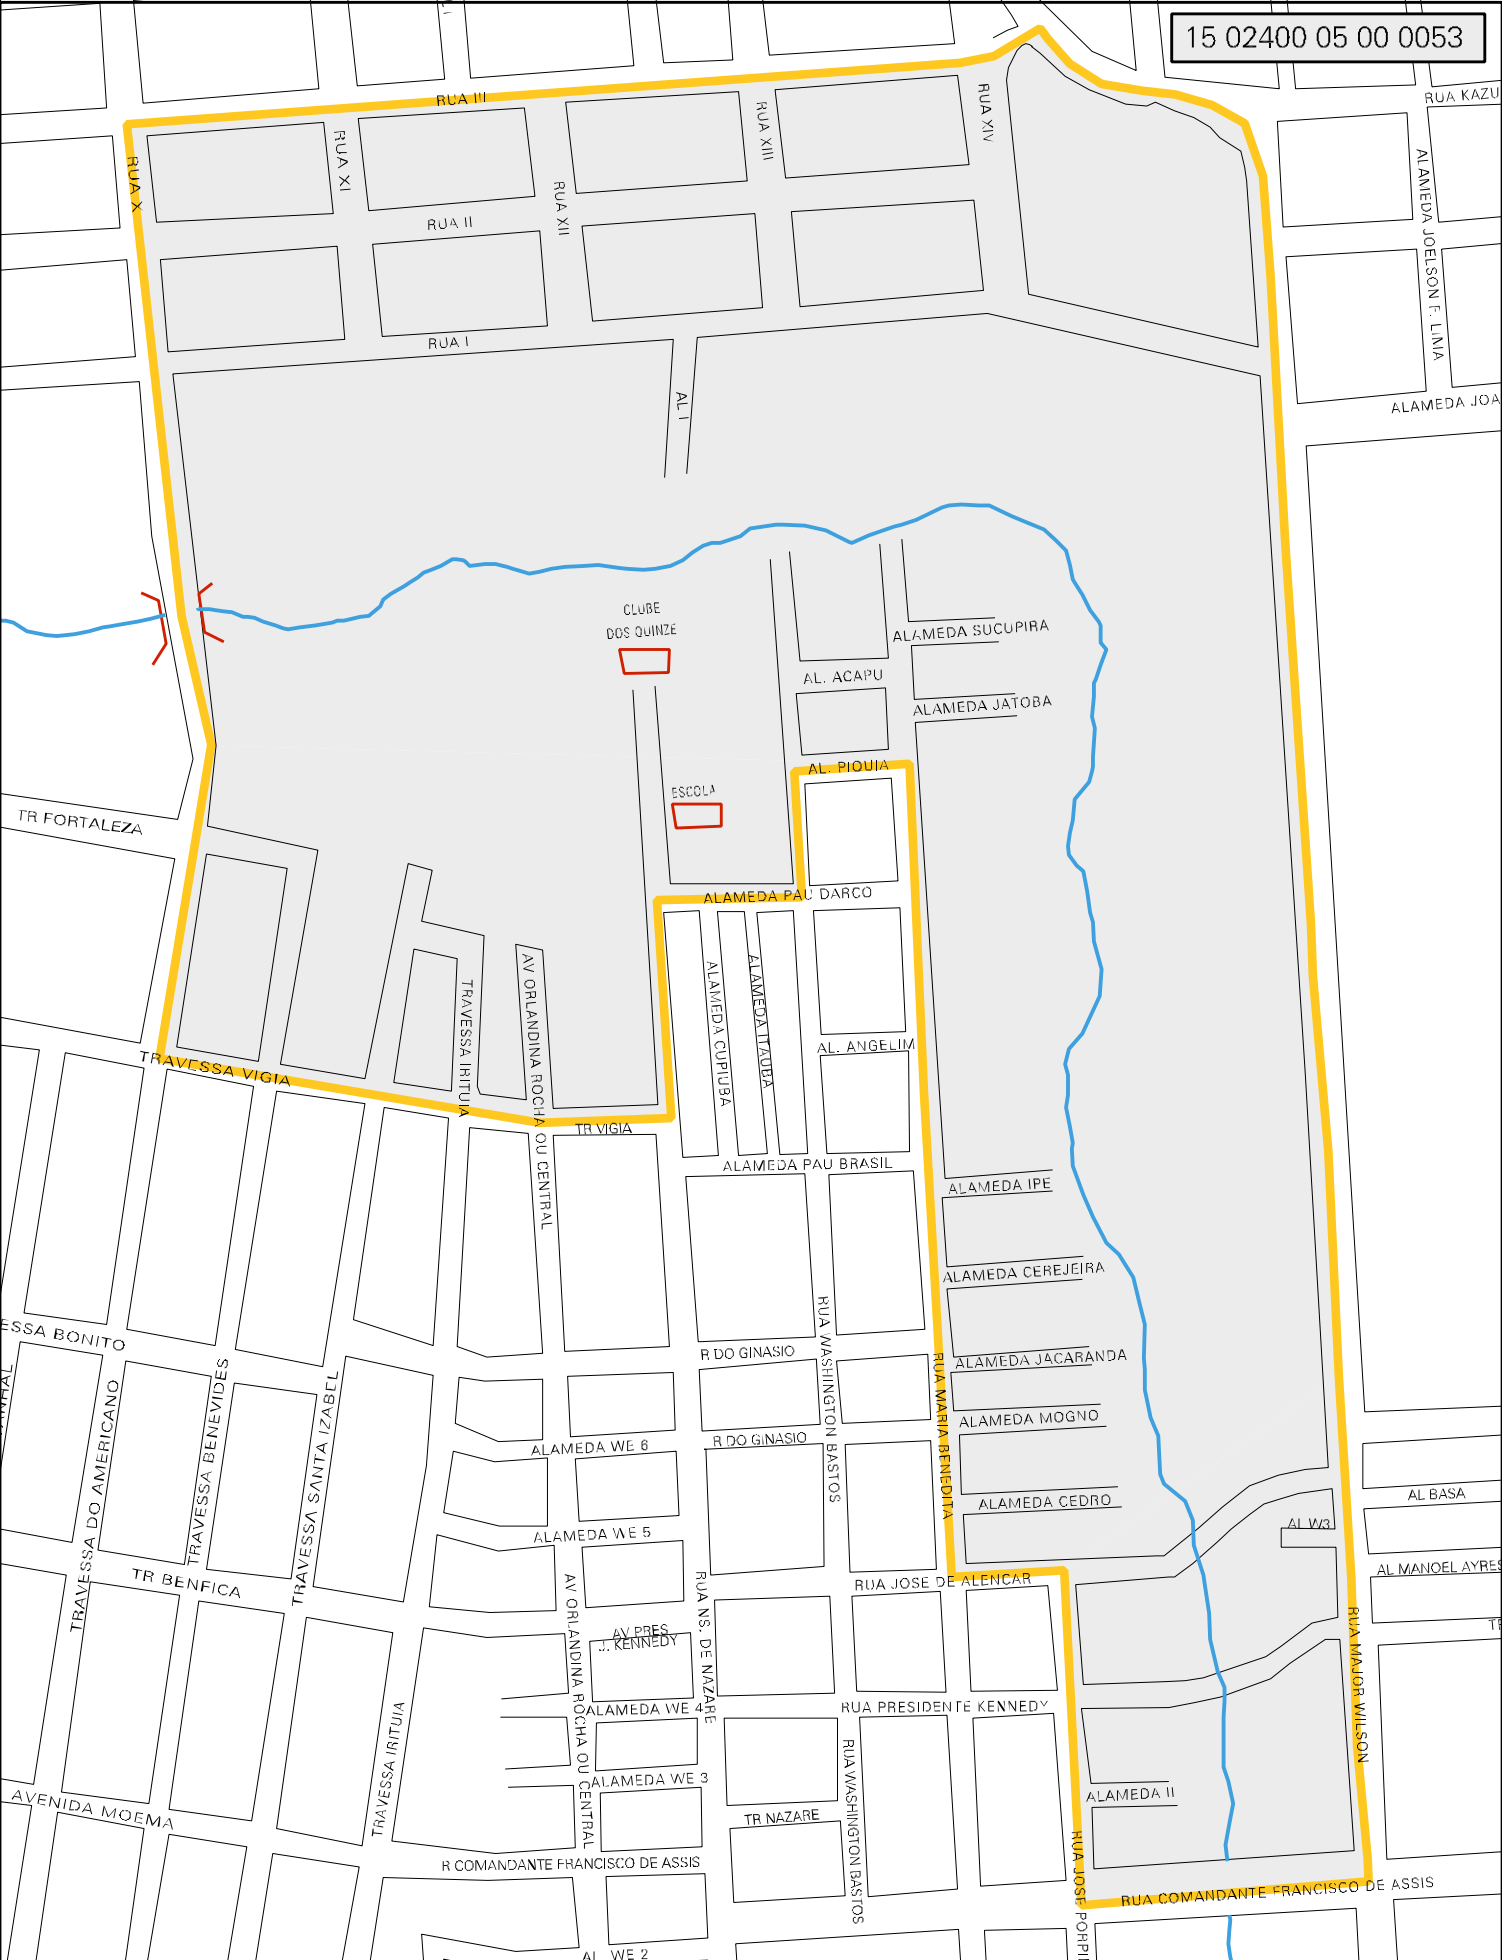 15 02400 05 00 0053
RUA KAZU
RUA III
RUA X
RUA XI
RUA XII
RUA XIII
RUA XIV
RUA II
RUA I
AL I
ALAMEDA JOELSON F. LIMA
ALAMEDA JOA
CLUBE
DOS QUINZE
ALAMEDA SUCUPIRA
AL. ACAPU
ALAMEDA JATOBA
AL. PIQUIA
ESCOLA
TR FORTALEZA
ALAMEDA PAU DARCO
ALAMEDA CUPIUBA
ALAMEDA ITAUBA
AL. ANGELIM
TRAVESSA VIGIA
TRAVESSA IRITUIA
AV ORLANDINA ROCHA OU CENTRAL
TR VIGIA
ALAMEDA PAU BRASIL
ALAMEDA IPE
ALAMEDA CEREJEIRA
ESSA BONITO
ANHAL
TRAVESSA DO AMERICANO
TRAVESSA BENEVIDES
TRAVESSA SANTA IZABEL
R DO GINASIO
RUA WASHINGTON BASTOS
RUA MARIA BENEDITA
ALAMEDA JACARANDA
ALAMEDA MOGNO
R DO GINASIO
ALAMEDA WE 6
ALAMEDA CEDRO
AL BASA
AL W3
ALAMEDA WE 5
AL MANOEL AYRES
TR BENFICA
RUA JOSE DE ALENCAR
AV ORLANDINA ROCHA OU CENTRAL
RUA NS. DE NAZARE
AV PRES
J. KENNEDY
RUA MAJOR WILSON
TR
TRAVESSA IRITUIA
ALAMEDA WE 4
RUA PRESIDENTE KENNEDY
ALAMEDA WE 3
RUA WASHINGTON BASTOS
ALAMEDA II
AVENIDA MOEMA
TR NAZARE
RUA JOSE PORPI
R COMANDANTE FRANCISCO DE ASSIS
RUA COMANDANTE FRANCISCO DE ASSIS
AL. WE 2